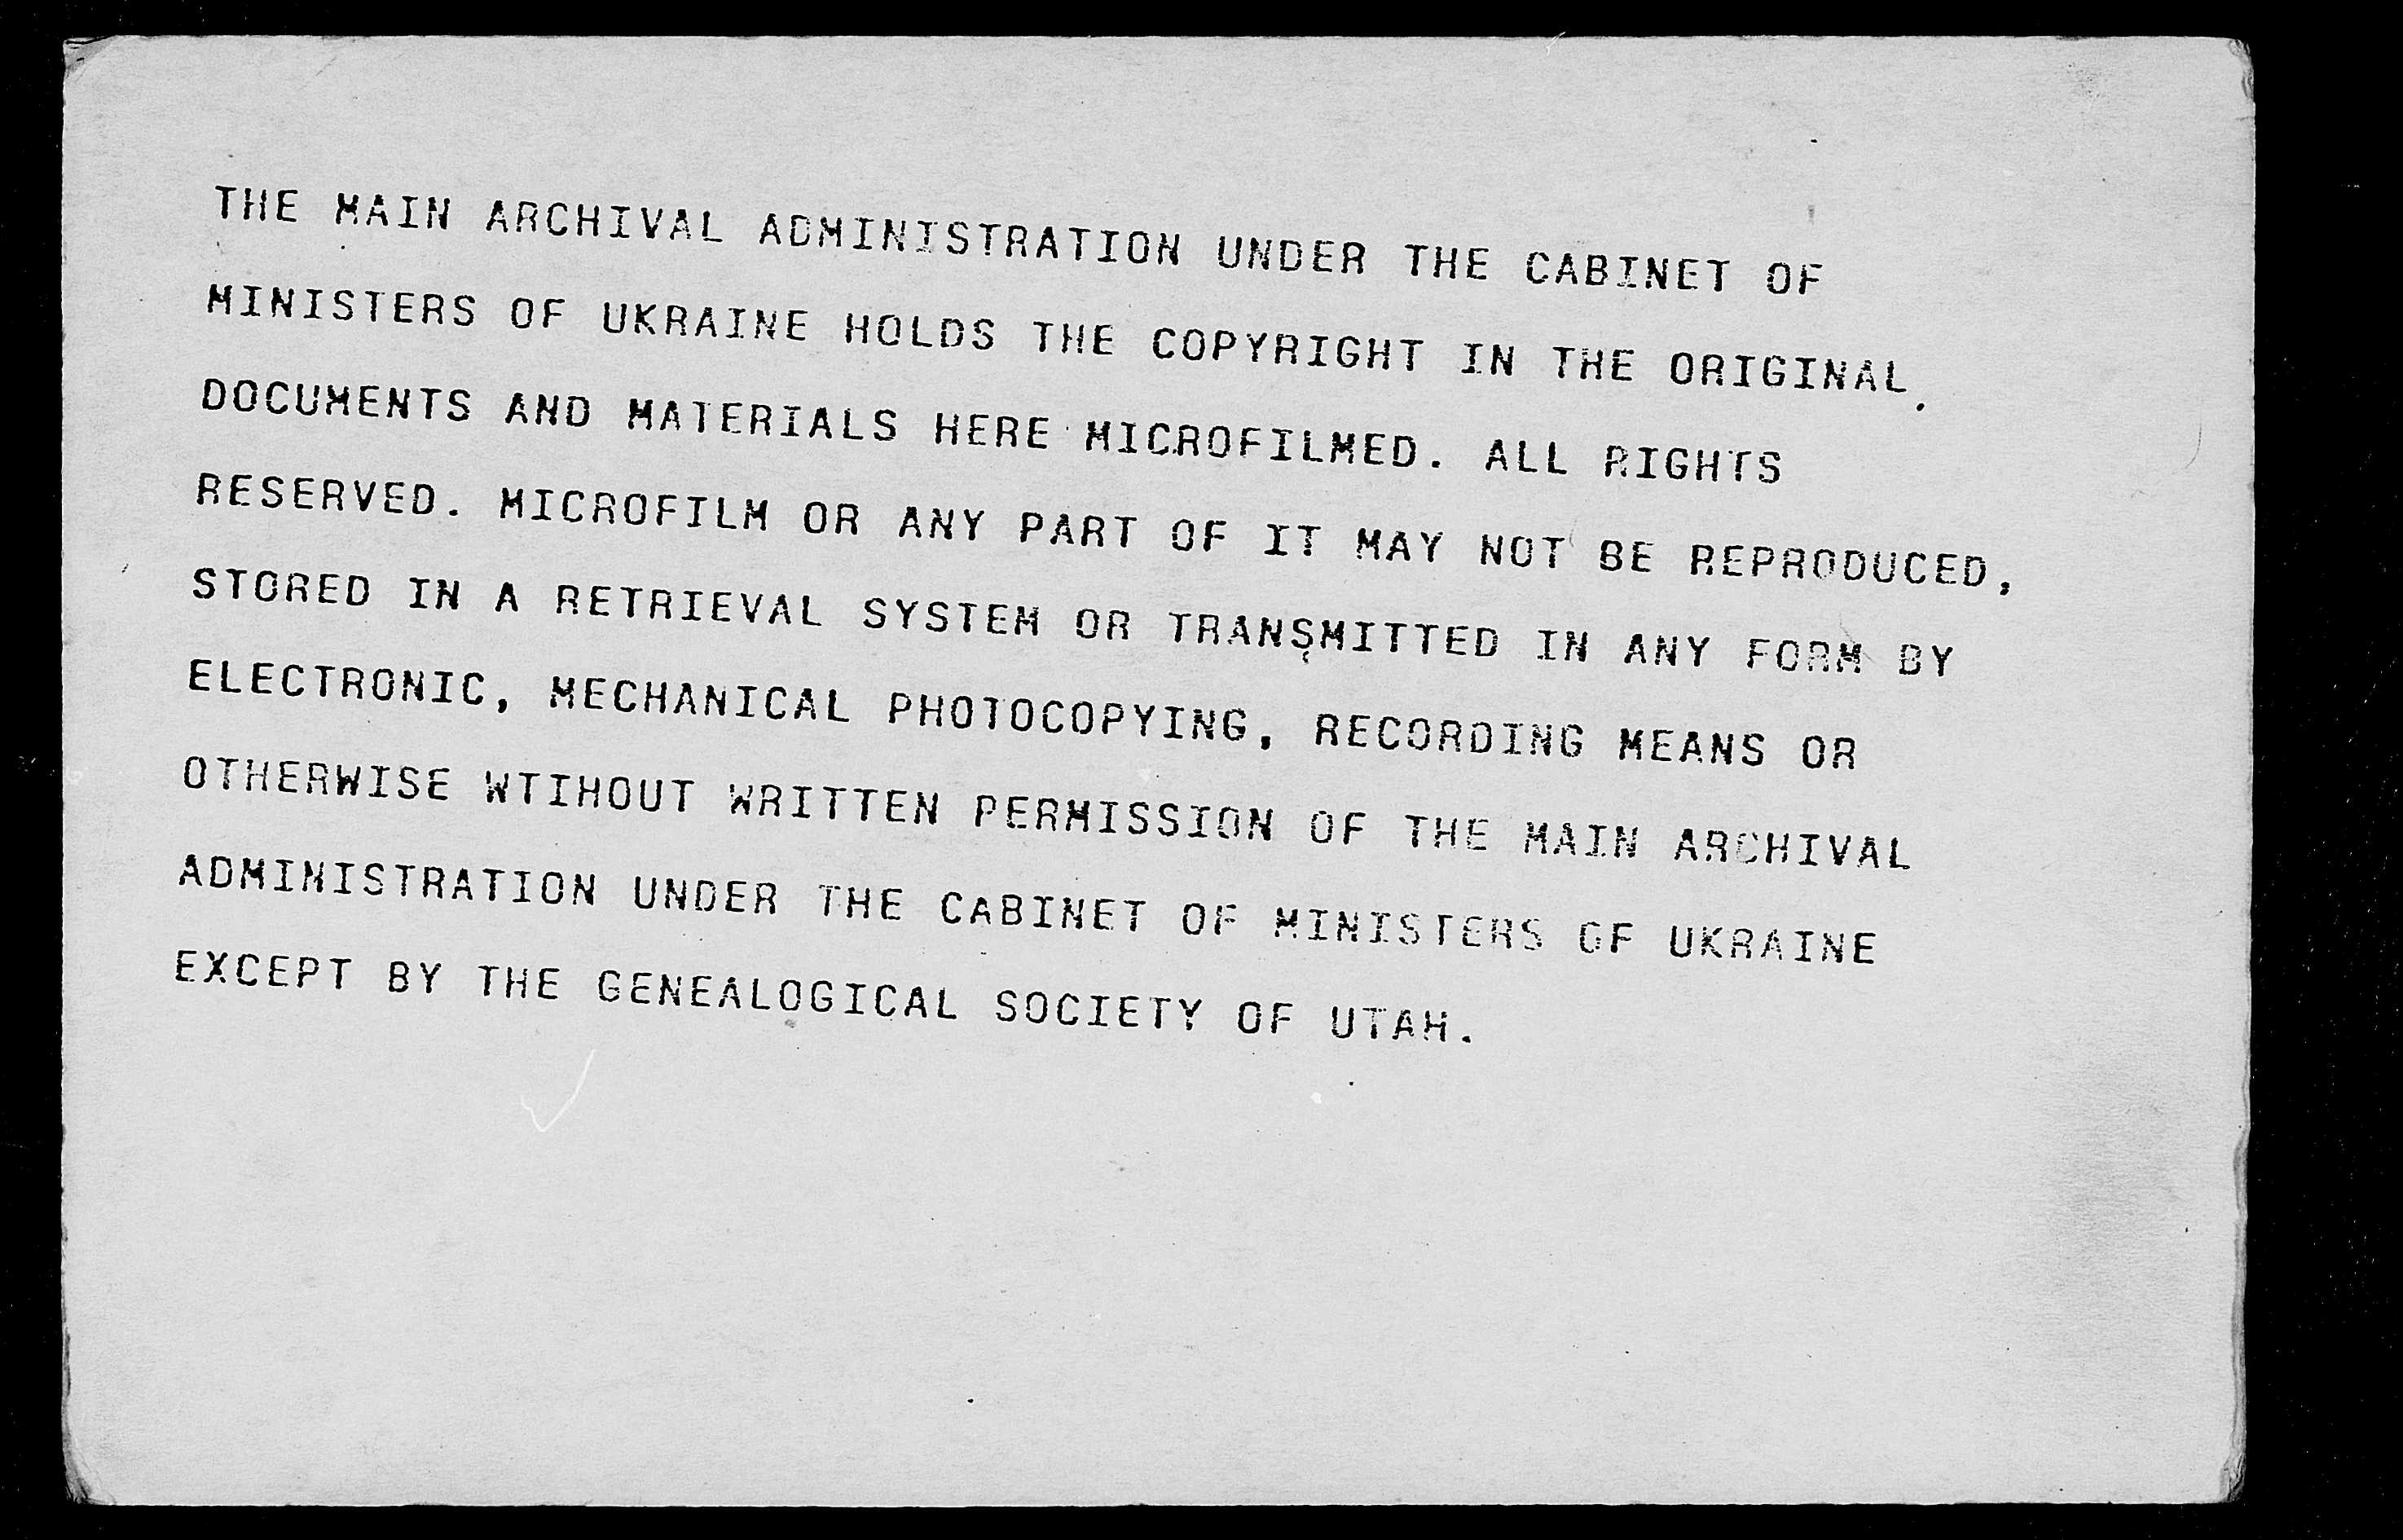 THE MAIN ARCHIVAL ADMINISTRATION UNDER THE CABINET OF
MINISTERS OF UKRAINE HOLDS THE COPYRIGHT IN THE ORIGINAL
DOCUMENTS AND MATERIALS HERE MICROFILMED. ALL RIGHTS
RESERVED. MICROFILM OR ANY PART OF IT MAY NOT BE REPRODUCED,
STORED IN A RETRIEVAL SYSTEM OR TRANSMITTED IN ANY FORM BY
ELECTRONIC, MECHANICAL PHOTOCOPYING, RECORDING MEANS OR
OTHERWISE WTIHOUT WRITTEN PERMISSION OF THE MAIN ARCHIVAL
ADMINISTRATION UNDER THE CABINET OF MINISTERS OF UKRAINE
EXCEPT BY THE GENEALOGICAL SOCIETY OF UTAH.